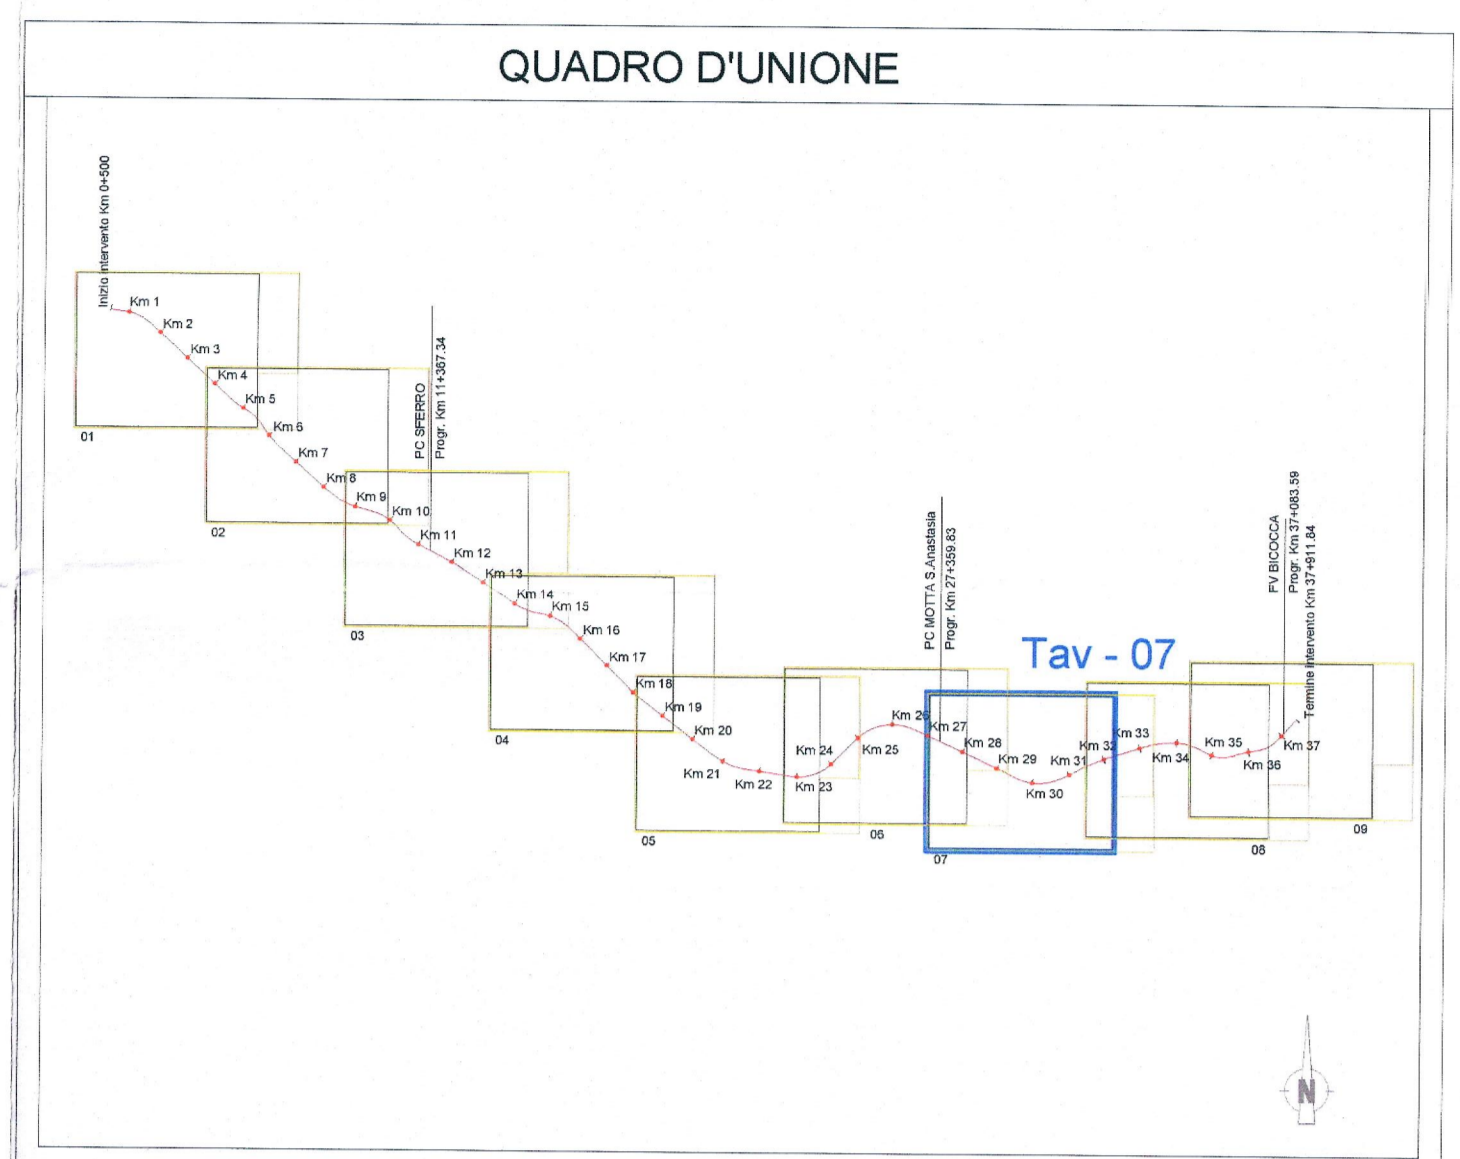 QUADRO D'UNIONE
Inizio intervento Km 0+500
Km 1
Km 2
Km 3
Km 4
Km 5
Km 6
Km 7
Km 8
Km 9
Km 10
Km 11
Km 12
Km 13
Km 14
Km 15
Km 16
Km 17
Km 18
Km 19
Km 20
Km 21
Km 22
Km 23
Km 24
Km 25
Km 26
Km 27
Km 28
Km 29
Km 30
Km 31
Km 32
Km 33
Km 34
Km 35
Km 36
Km 37
PC SFERRO
Progr. Km 11+367.34
PC MOTTA S.Anastasia
Progr. Km 27+359.83
Tav - 07
FV BICOCCA
Progr. Km 37+083.59
Termine intervento Km 37+911.84
01
02
03
04
05
06
07
08
09
N